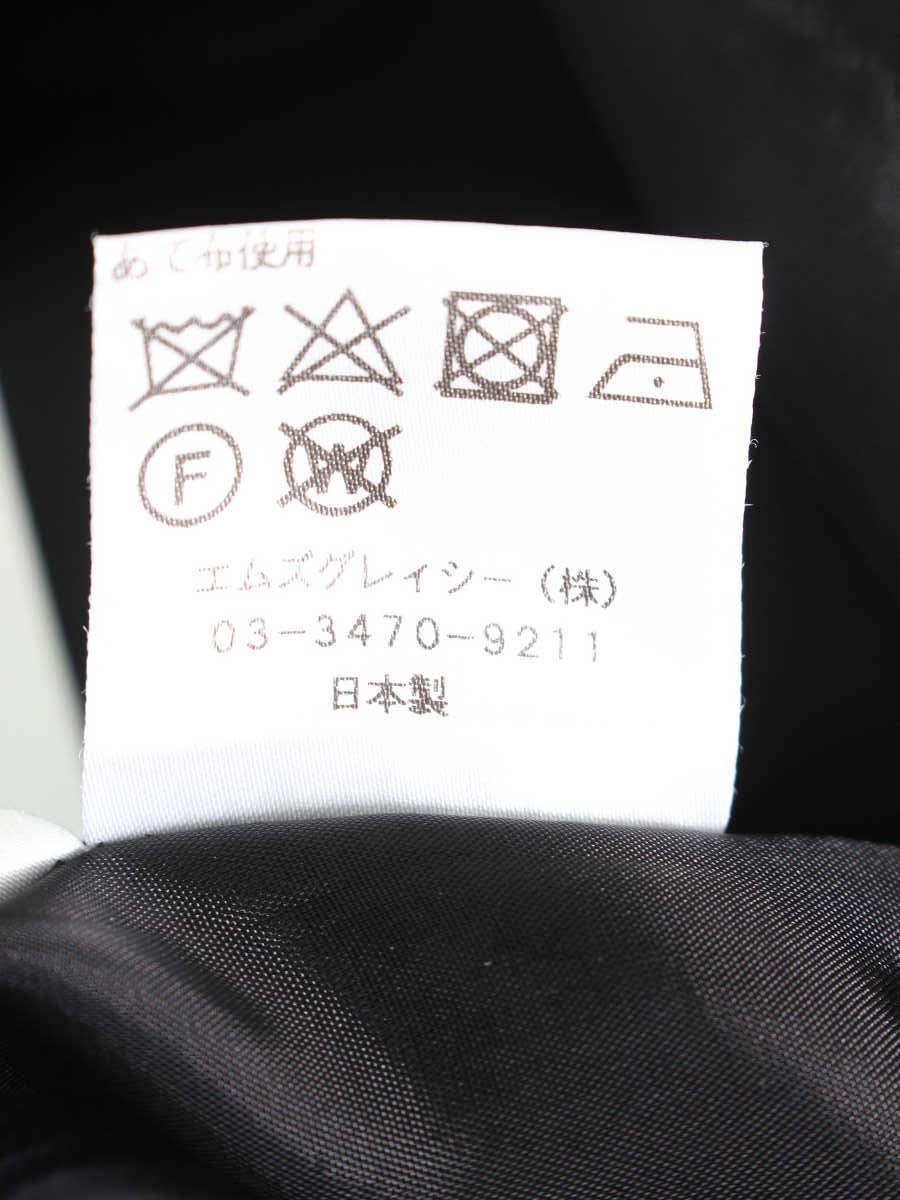 あて布使用
F W
エムズグレイシー(株)
03-3470-9211
日本製